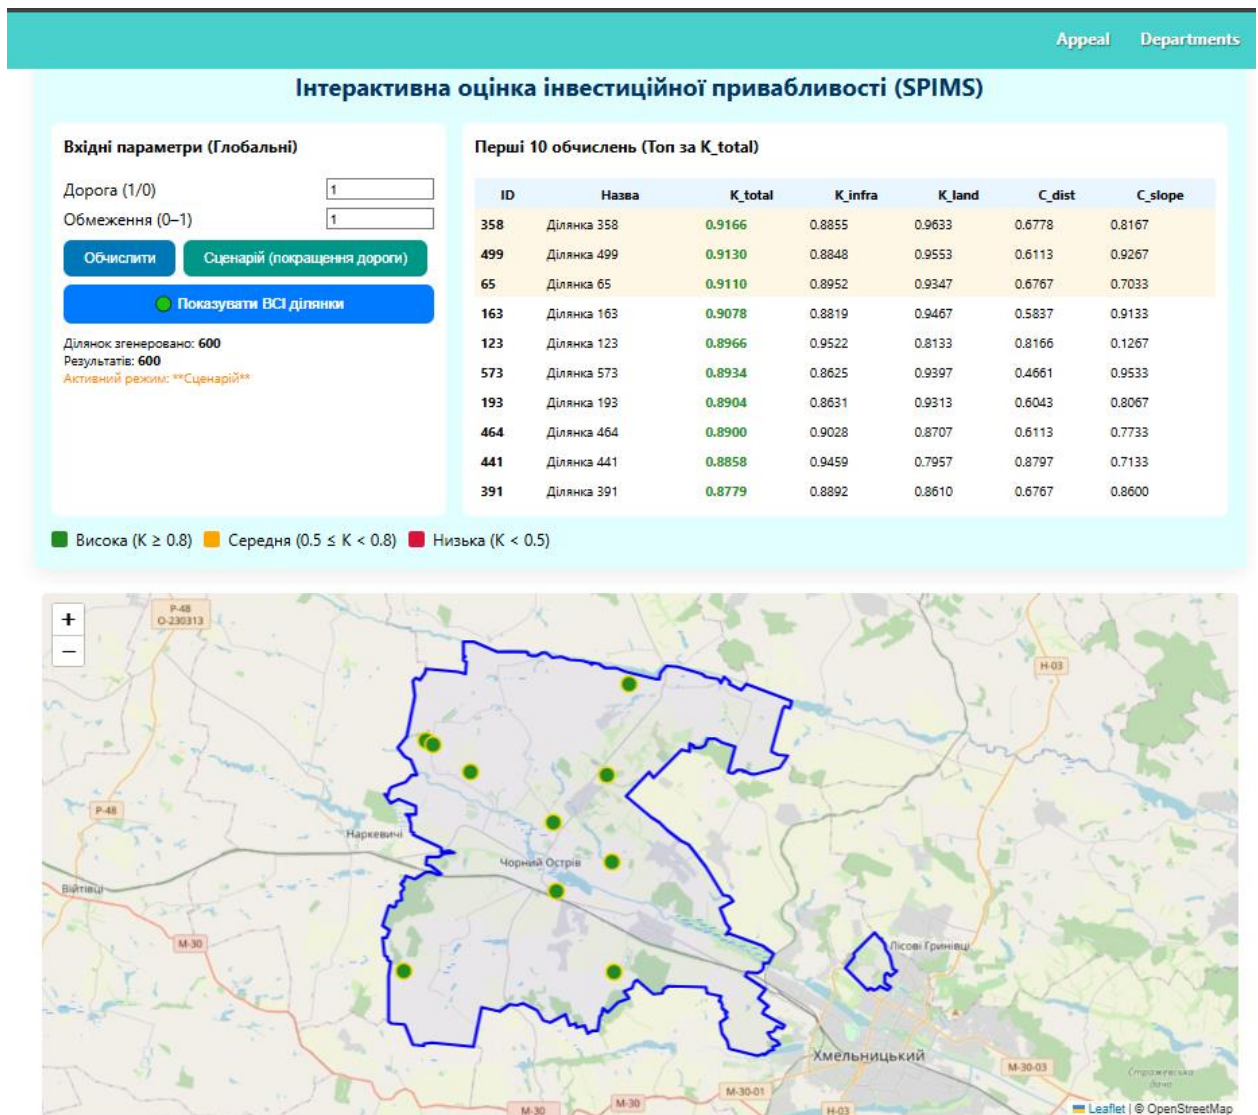 Appeal Departments
Інтерактивна оцінка інвестиційної привабливості (SPIMS)
Вхідні параметри (Глобальні)
Дорога (1/0) 1
Обмеження (0–1) 1
Обчислити Сценарій (покращення дороги)
Показувати ВСІ ділянки
Ділянок згенеровано: 600
Результатів: 600
Активний режим: **Сценарій**
Перші 10 обчислень (Топ за K_total)
ID Назва K_total K_infra K_land C_dist C_slope
358 Ділянка 358 0.9166 0.8855 0.9633 0.6778 0.8167
499 Ділянка 499 0.9130 0.8848 0.9553 0.6113 0.9267
65 Ділянка 65 0.9110 0.8952 0.9347 0.6767 0.7033
163 Ділянка 163 0.9078 0.8819 0.9467 0.5837 0.9133
123 Ділянка 123 0.8966 0.9522 0.8133 0.8166 0.1267
573 Ділянка 573 0.8934 0.8625 0.9397 0.4661 0.9533
193 Ділянка 193 0.8904 0.8631 0.9313 0.6043 0.8067
464 Ділянка 464 0.8900 0.9028 0.8707 0.6113 0.7733
441 Ділянка 441 0.8858 0.9459 0.7957 0.8797 0.7133
391 Ділянка 391 0.8779 0.8892 0.8610 0.6767 0.8600
Висока (K ≥ 0.8) Середня (0.5 ≤ K < 0.8) Низька (K < 0.5)
+
−
P-48
O-230313
H-03
P-48
Наркевичі
Чорний Острів
Війтівці
M-30
Лісові Гринівці
Хмельницький
M-30-03
M-30-01
M-30
M-30
H-03
Leaflet | © OpenStreetMap